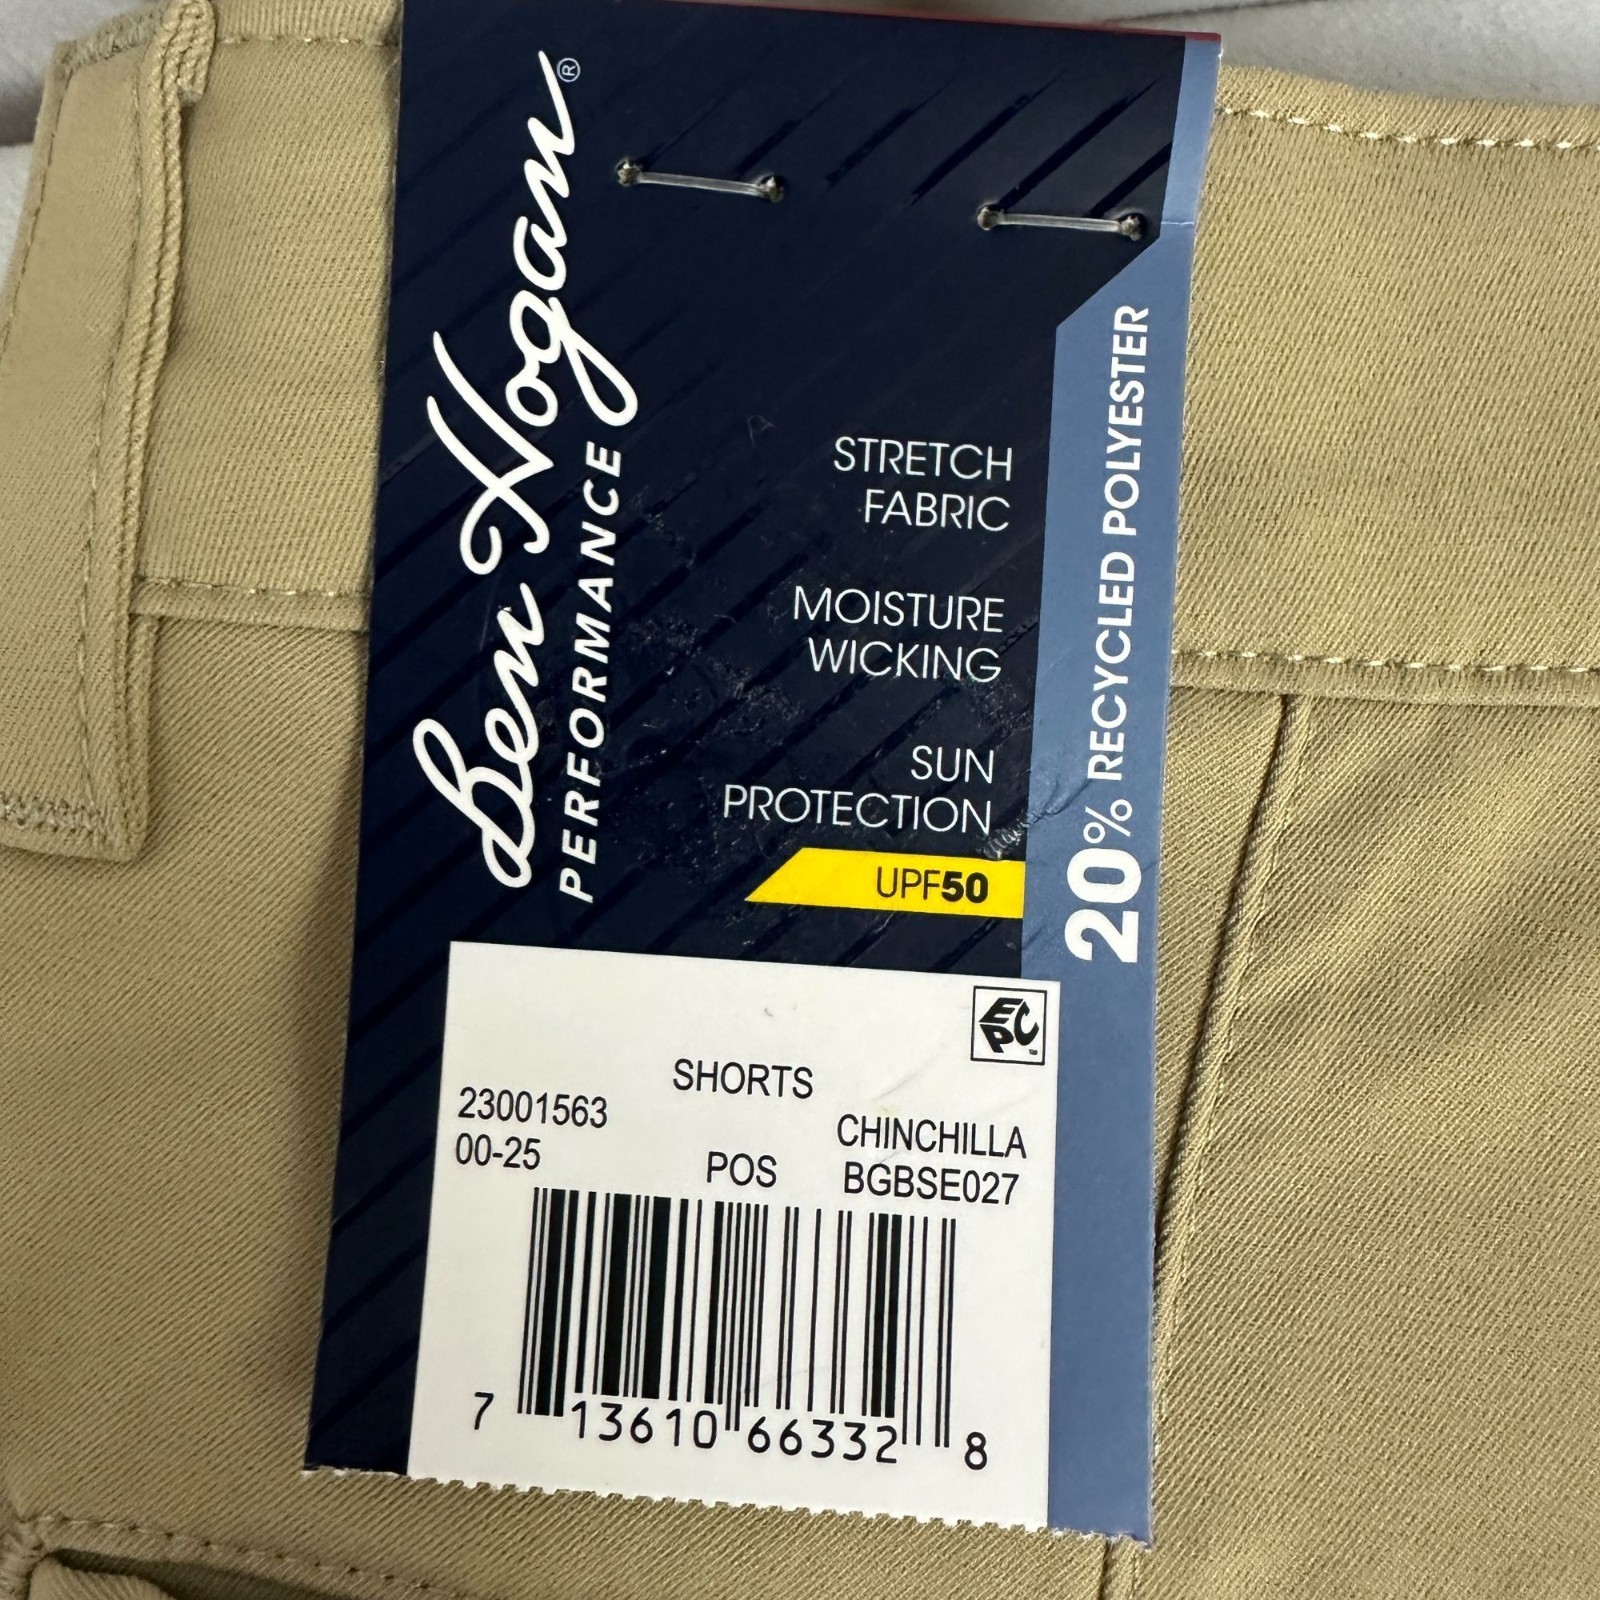 Ben Hogan®
PERFORMANCE
STRETCH
FABRIC
MOISTURE
WICKING
SUN
PROTECTION
UPF50
20% RECYCLED POLYESTER
EPC™
SHORTS
23001563
CHINCHILLA
00-25
POS
BGBSE027
7 13610 66332 8